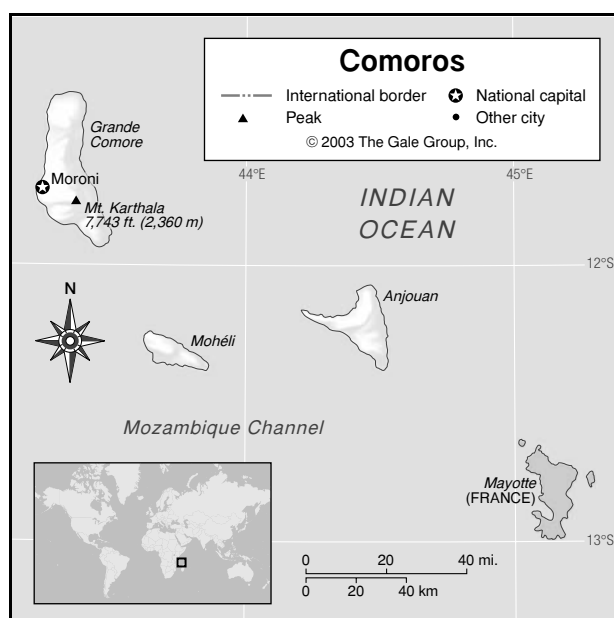 Comoros
International border
National capital
Peak
Other city
© 2003 The Gale Group, Inc.
Grande
Comore
44°E
45°E
Moroni
Mt. Karthala
7,743 ft. (2,360 m)
INDIAN
OCEAN
12°S
N
Anjouan
Mohéli
Mozambique Channel
Mayotte
(FRANCE)
13°S
0 20 40 mi.
0 20 40 km